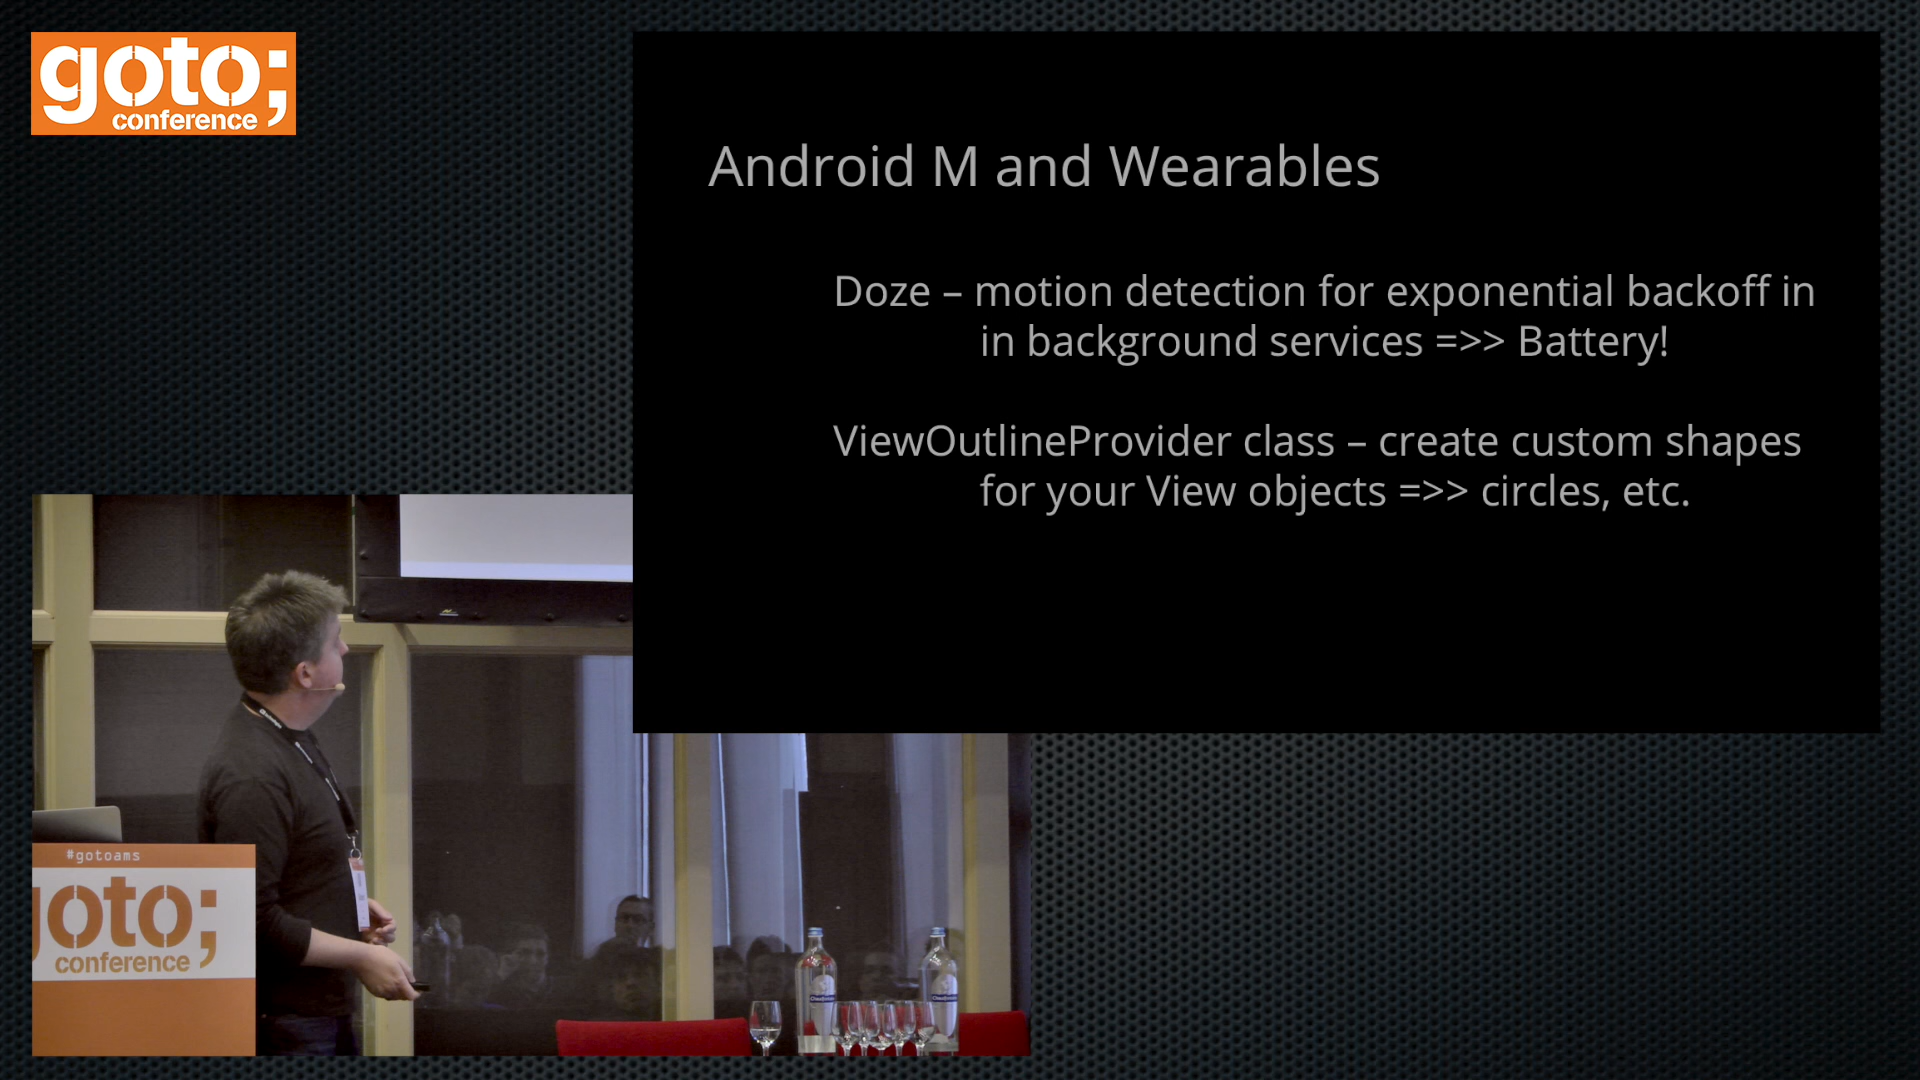 goto;
conference
Android M and Wearables
Doze – motion detection for exponential backoff in
in background services =>> Battery!
ViewOutlineProvider class – create custom shapes
for your View objects =>> circles, etc.
#gotoams
goto;
conference